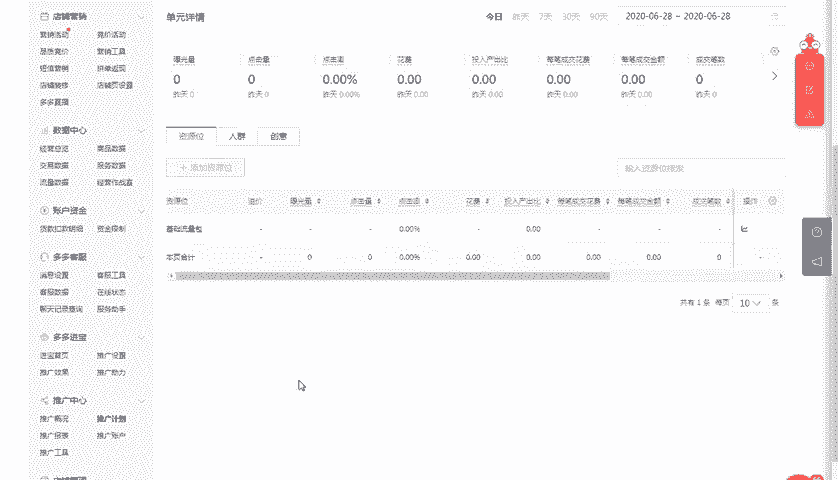 店铺营销
营销活动 竞价活动
品质竞价 营销工具
短信营销 拼单返现
店铺装修 店铺页设置
多多直播
数据中心
经营总览 商品数据
交易数据 服务数据
流量数据 经营作战室
账户资金
货款扣款明细 资金限制
多多客服
消息设置 客服工具
客服数据 在线状态
聊天记录查询 服务助手
多多进宝
进宝首页 推广设置
推广效果 推广助力
推广中心
推广概况 推广计划
推广报表 推广账户
推广工具
店铺管理
单元详情 今日 昨天 7天 30天 90天 2020-06-28 ~ 2020-06-28
曝光量 点击量 点击率 花费 投入产出比 每笔成交花费 每笔成交金额 成交笔数
0 0 0.00% 0.00 0.00 0.00 0.00 0
昨天 0 昨天 0 昨天 0.00% 昨天 0.00 昨天 0.00 昨天 0.00 昨天 0.00 昨天 0
资源位 人群 创意
+ 添加资源位 输入资源位搜索
资源位 溢价 曝光量 点击量 点击率 花费 投入产出比 每笔成交花费 每笔成交金额 成交笔数 操作
基础流量包 - - - 0.00% - 0.00 - - -
本页合计 - 0 0 0.00% 0.00 0.00 0.00 0.00 0 -
共有 1 条 每页 10 条